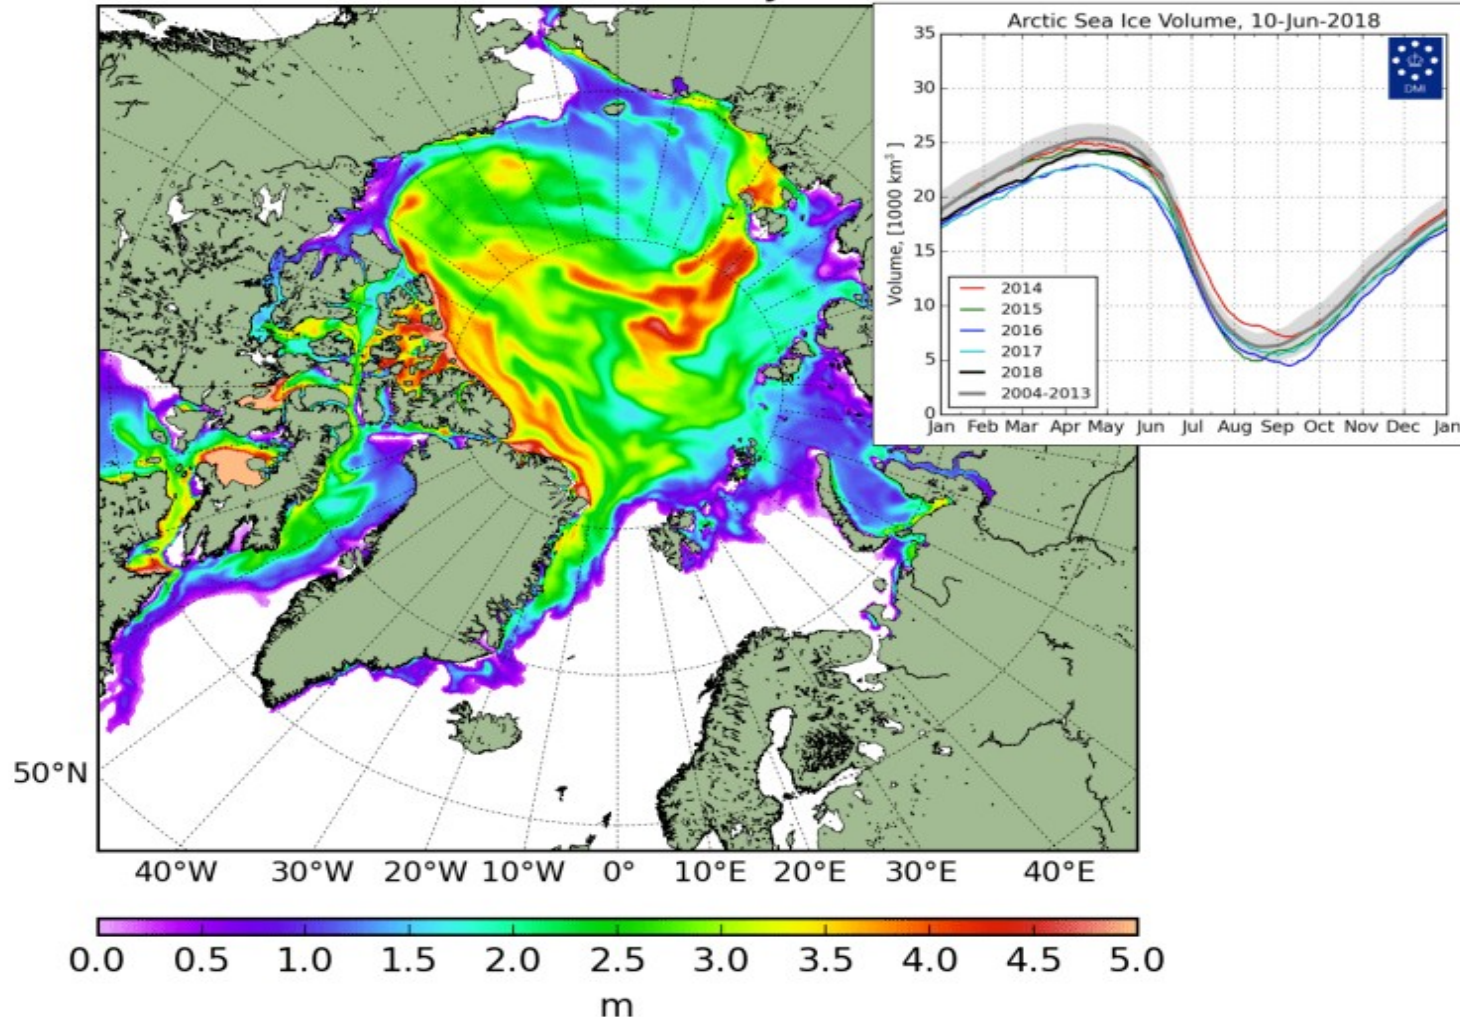 Arctic Sea Ice Volume, 10-Jun-2018
35
30
25
20
15
10
5
0
Volume, [1000 km³]
DMI
2014
2015
2016
2017
2018
2004-2013
Jan Feb Mar Apr May Jun Jul Aug Sep Oct Nov Dec Jan
50°N
40°W 30°W 20°W 10°W 0° 10°E 20°E 30°E 40°E
0.0 0.5 1.0 1.5 2.0 2.5 3.0 3.5 4.0 4.5 5.0
m